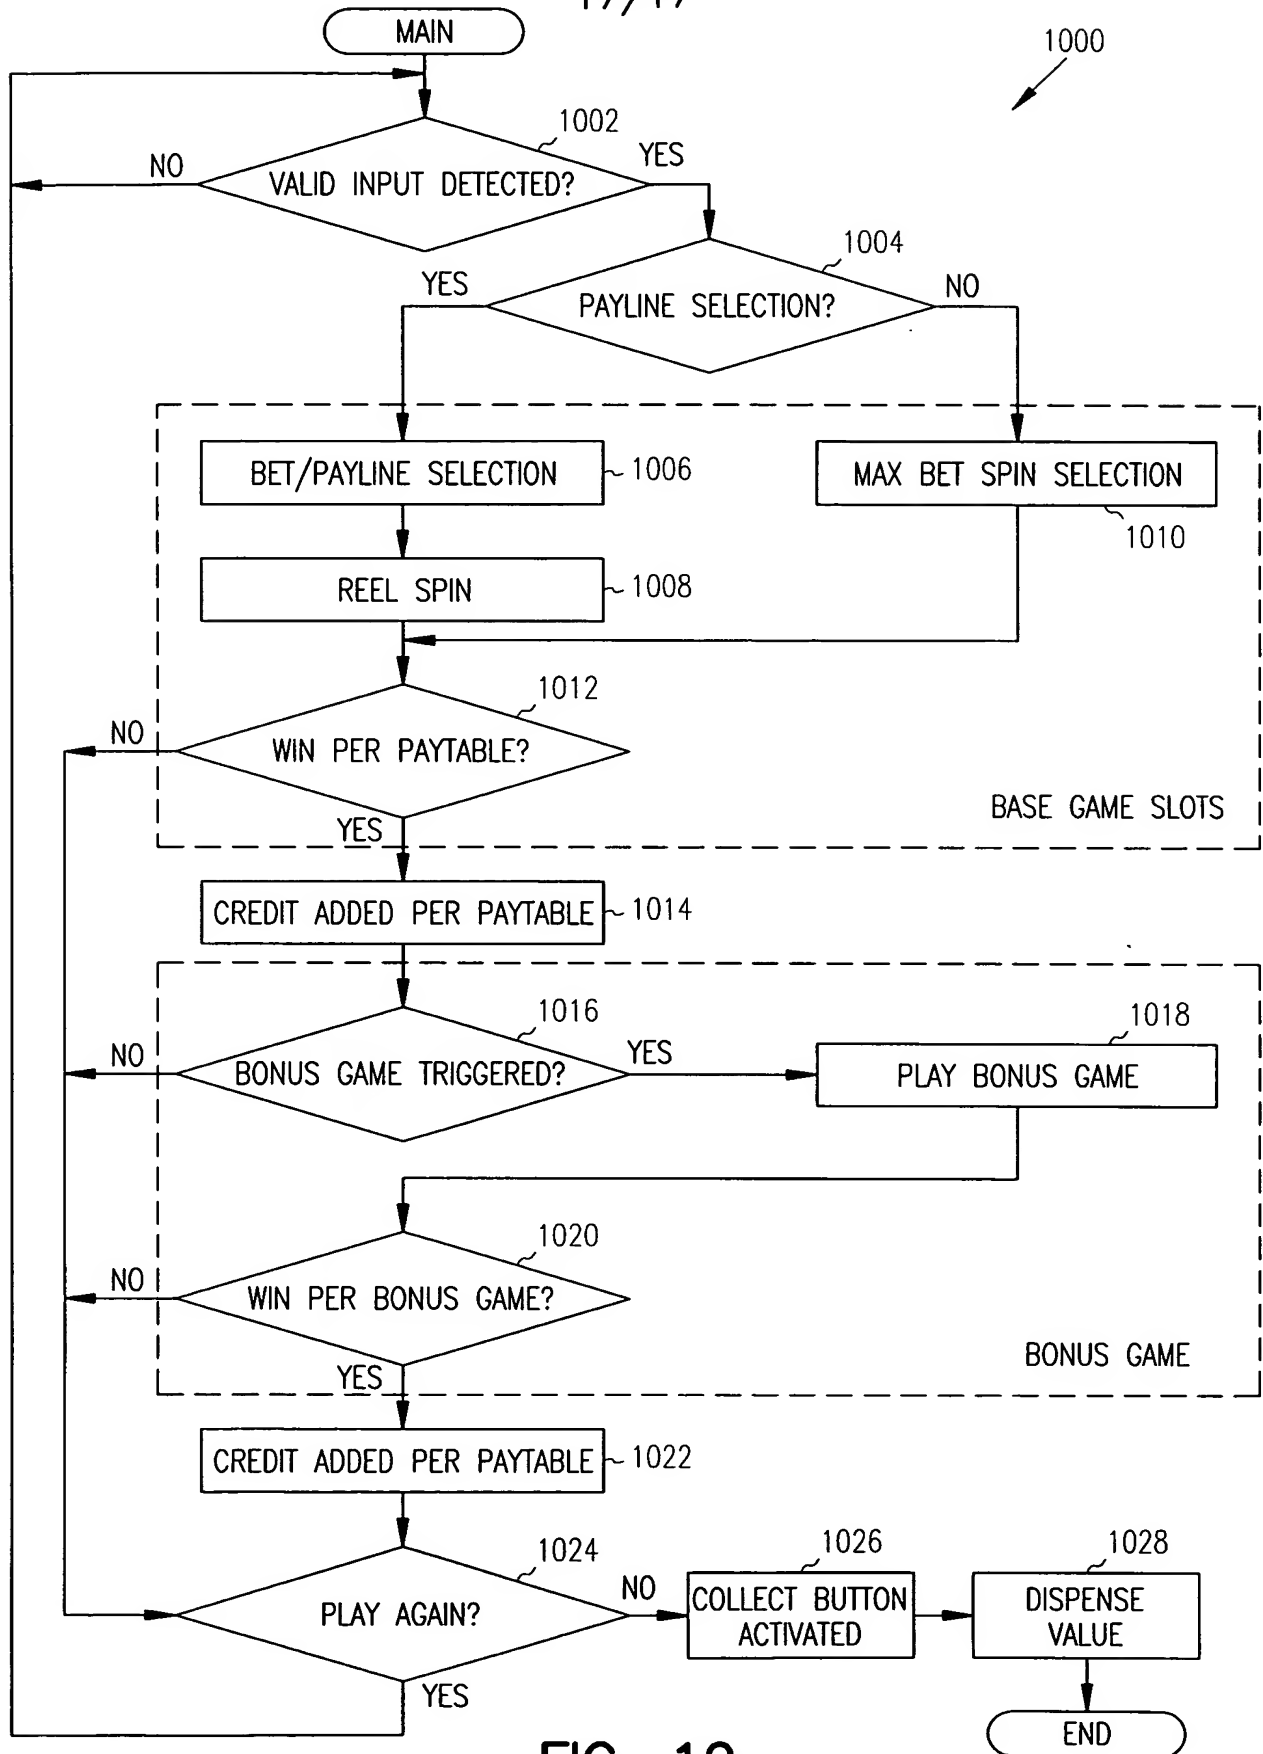 17/17
MAIN
1000
1002
NO
YES
VALID INPUT DETECTED?
1004
YES
NO
PAYLINE SELECTION?
BET/PAYLINE SELECTION
1006
MAX BET SPIN SELECTION
1010
REEL SPIN
1008
1012
NO
WIN PER PAYTABLE?
BASE GAME SLOTS
YES
CREDIT ADDED PER PAYTABLE
1014
1016
1018
NO
YES
BONUS GAME TRIGGERED?
PLAY BONUS GAME
1020
NO
WIN PER BONUS GAME?
BONUS GAME
YES
CREDIT ADDED PER PAYTABLE
1022
1024
1026
1028
NO
PLAY AGAIN?
COLLECT BUTTON
ACTIVATED
DISPENSE
VALUE
YES
END